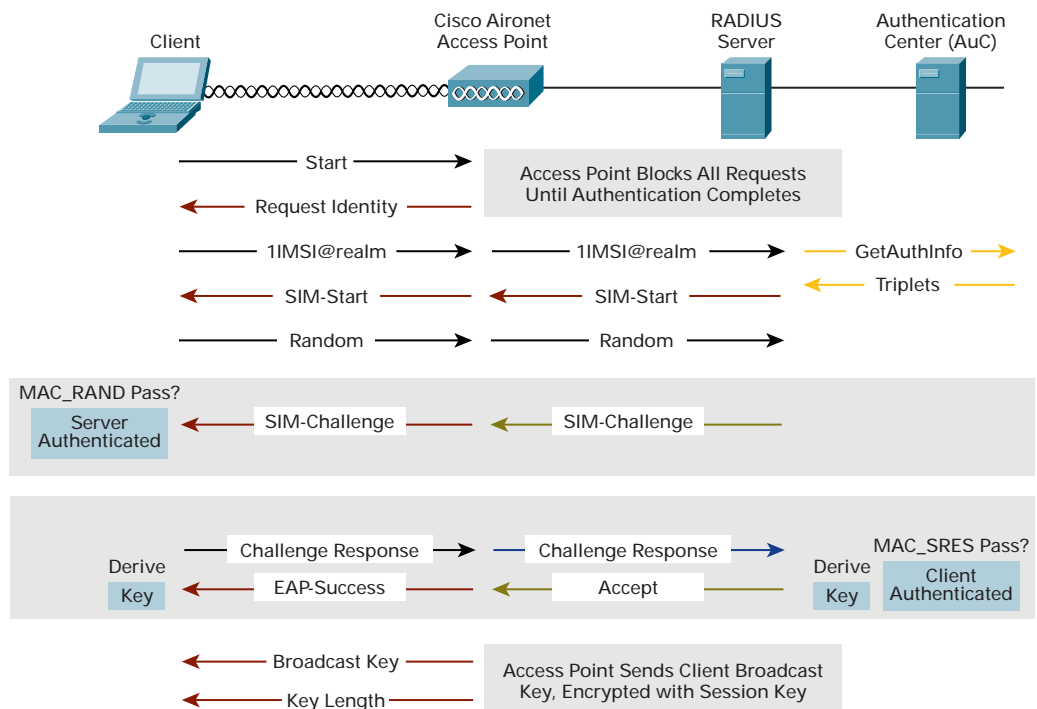 Client
Cisco Aironet
Access Point
RADIUS
Server
Authentication
Center (AuC)
Start
Access Point Blocks All Requests
Until Authentication Completes
Request Identity
1IMSI@realm
1IMSI@realm
GetAuthInfo
SIM-Start
SIM-Start
Triplets
Random
Random
MAC_RAND Pass?
Server
Authenticated
SIM-Challenge
SIM-Challenge
Challenge Response
Challenge Response
Derive
Key
EAP-Success
Accept
Derive
Key
MAC_SRES Pass?
Client
Authenticated
Broadcast Key
Access Point Sends Client Broadcast
Key, Encrypted with Session Key
Key Length